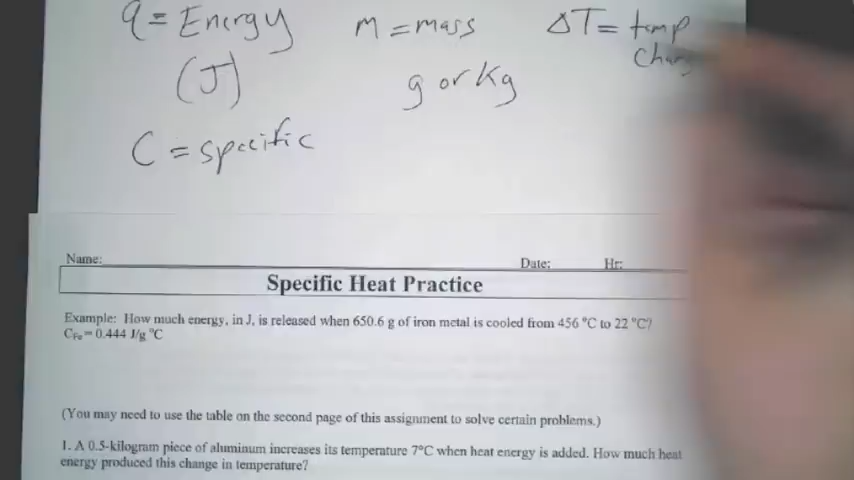 q = Energy m = mass ΔT = temp
(J) g or Kg Chang
C = specific
Name: Date: Hr:
Specific Heat Practice
Example: How much energy, in J, is released when 650.6 g of iron metal is cooled from 456 °C to 22 °C?
CFe = 0.444 J/g °C
(You may need to use the table on the second page of this assignment to solve certain problems.)
1. A 0.5-kilogram piece of aluminum increases its temperature 7°C when heat energy is added. How much heat
energy produced this change in temperature?